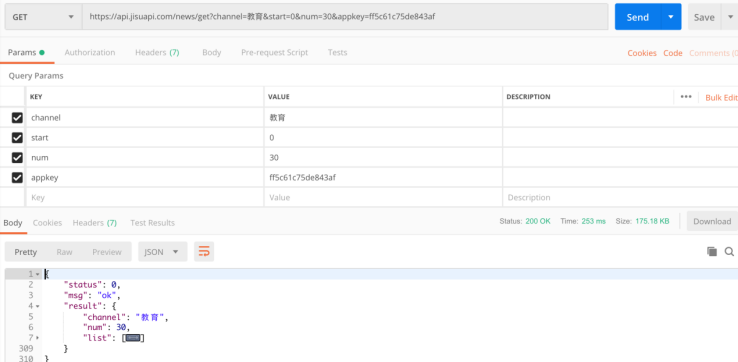 GET https://api.jisuapi.com/news/get?channel=教育&start=0&num=30&appkey=ff5c61c75de843af Send Save
Params Authorization Headers (7) Body Pre-request Script Tests Cookies Code Comments (0
Query Params
KEY VALUE DESCRIPTION ••• Bulk Edit
channel 教育
start 0
num 30
appkey ff5c61c75de843af
Key Value Description
Body Cookies Headers (7) Test Results Status: 200 OK Time: 253 ms Size: 175.18 KB Download
Pretty Raw Preview JSON
1 {
2 "status": 0,
3 "msg": "ok",
4 "result": {
5 "channel": "教育",
6 "num": 30,
7 "list": [
309 }
310 }